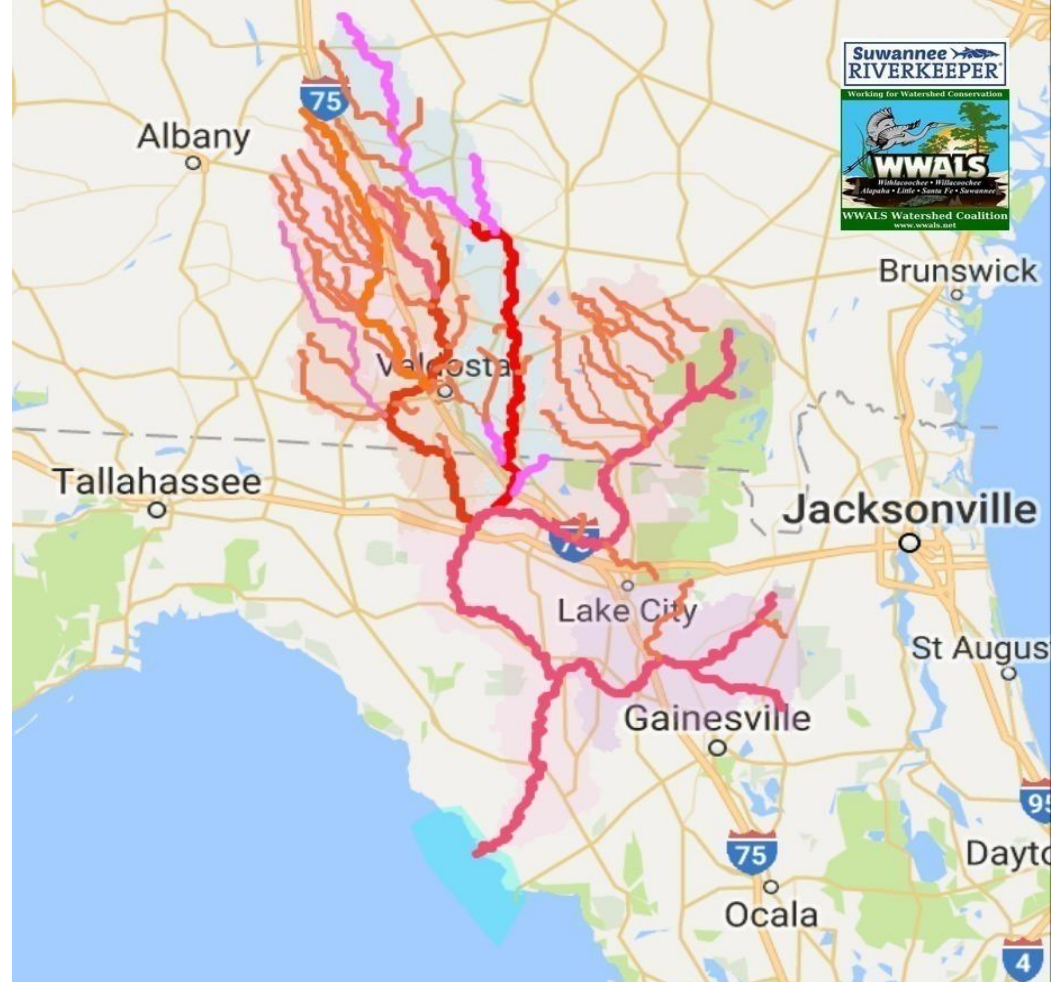 Suwannee
RIVERKEEPER®
Working for Watershed Conservation
WWALS
Withlacoochee • Willacoochee
Alapaha • Little • Santa Fe • Suwannee
WWALS Watershed Coalition
www.wwals.net
75
Albany
Brunswick
Valdosta
Tallahassee
Jacksonville
75
Lake City
St Augus
Gainesville
95
75
Dayto
Ocala
4